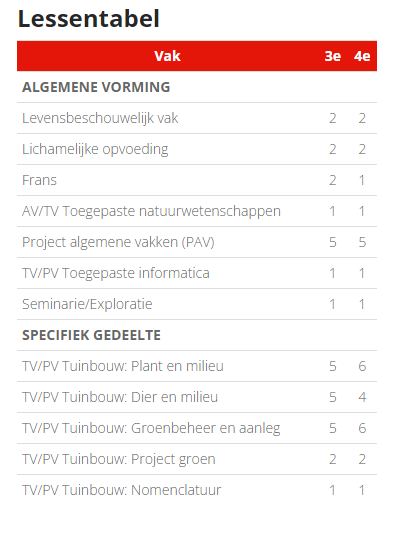 Lessentabel
Vak 3e 4e
ALGEMENE VORMING
Levensbeschouwelijk vak 2 2
Lichamelijke opvoeding 2 2
Frans 2 1
AV/TV Toegepaste natuurwetenschappen 1 1
Project algemene vakken (PAV) 5 5
TV/PV Toegepaste informatica 1 1
Seminarie/Exploratie 1 1
SPECIFIEK GEDEELTE
TV/PV Tuinbouw: Plant en milieu 5 6
TV/PV Tuinbouw: Dier en milieu 5 4
TV/PV Tuinbouw: Groenbeheer en aanleg 5 6
TV/PV Tuinbouw: Project groen 2 2
TV/PV Tuinbouw: Nomenclatuur 1 1